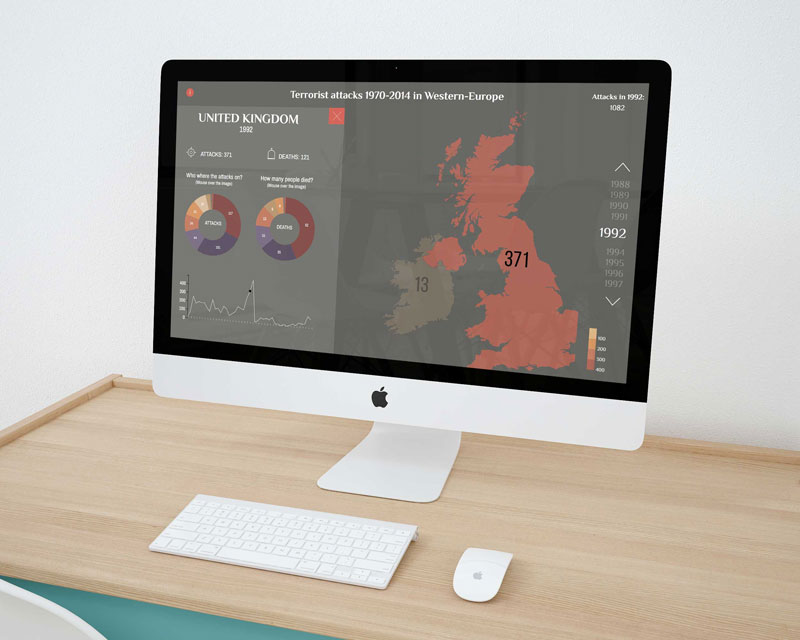 Terrorist attacks 1970-2014 in Western-Europe
Attacks in 1992:
1082
UNITED KINGDOM
1992
ATTACKS: 371
DEATHS: 121
Who where the attacks on?
(Mouse over the image)
How many people died?
(Mouse over the image)
ATTACKS
DEATHS
371
13
1988
1989
1990
1991
1992
1994
1995
1996
1997
100
200
300
400